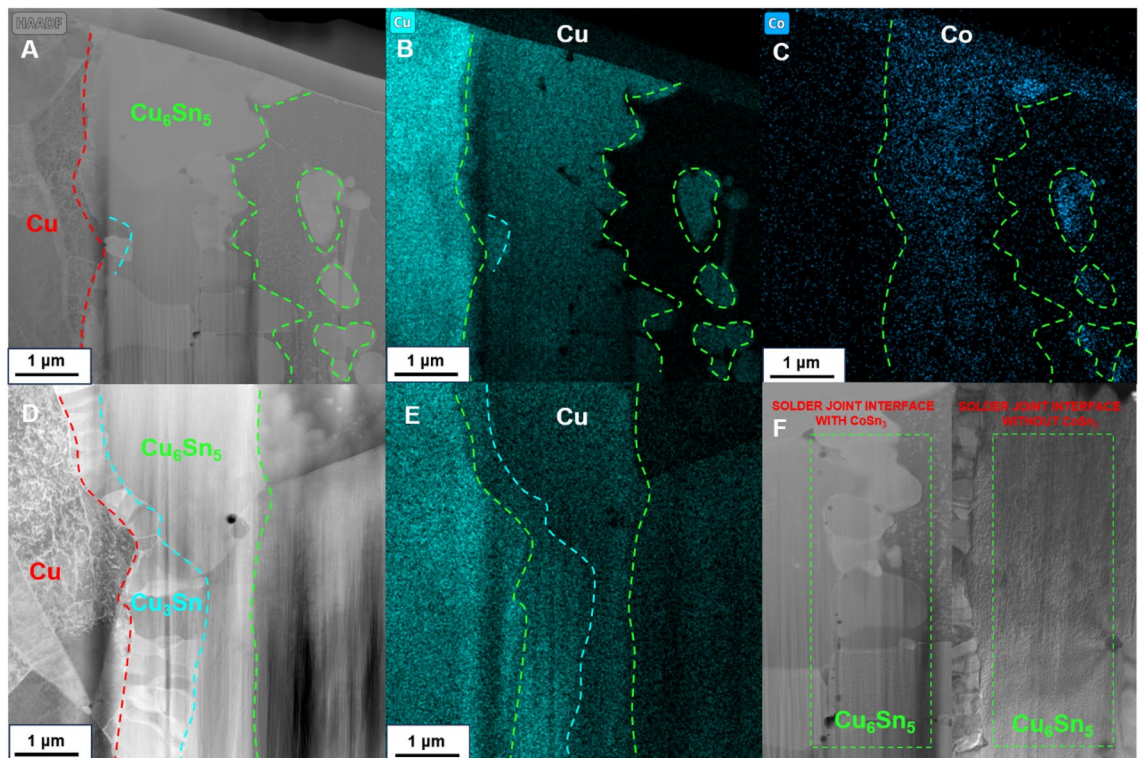 HAADF
A
Cu₆Sn₅
Cu
1 µm
Cu
B
Cu
1 µm
Co
C
Co
1 µm
D
Cu₆Sn₅
Cu
Cu₃Sn
1 µm
E
Cu
1 µm
SOLDER JOINT INTERFACE
WITH CoSn₃
SOLDER JOINT INTERFACE
WITHOUT CoSn₃
F
Cu₆Sn₅
Cu₆Sn₅